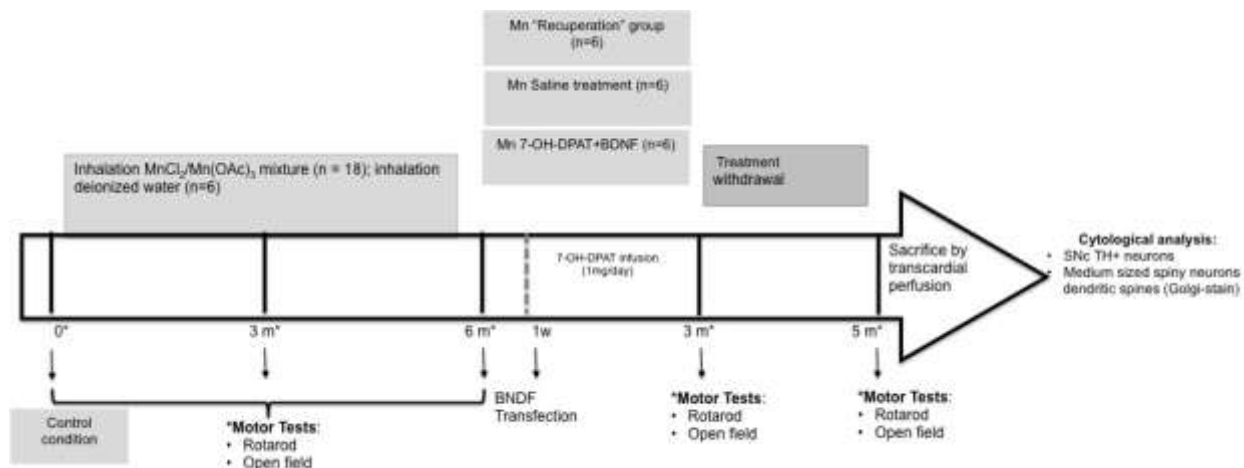 Mn "Recuperation" group
(n=6)
Mn Saline treatment (n=6)
Mn 7-OH-DPAT+BDNF (n=6)
Inhalation MnCl₂/Mn(OAc)₃ mixture (n = 18); inhalation
deionized water (n=6)
Treatment
withdrawal
7-OH-DPAT infusion
(1mg/day)
Sacrifice by
transcardial
perfusion
Cytological analysis:
• SNc TH+ neurons
• Medium sized spiny neurons
dendritic spines (Golgi-stain)
0*
3 m*
6 m*
1w
3 m*
5 m*
Control
condition
*Motor Tests:
• Rotarod
• Open field
BNDF
Transfection
*Motor Tests:
• Rotarod
• Open field
*Motor Tests:
• Rotarod
• Open field